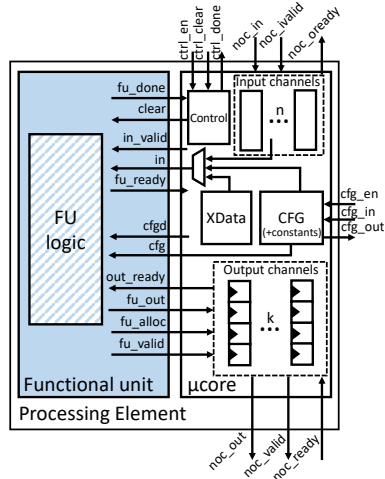 ctrl_en
ctrl_clear
ctrl_done
noc_in
noc_ivalid
noc_oready
fu_done
clear
in_valid
in
fu_ready
cfgd
cfg
out_ready
fu_out
fu_alloc
fu_valid
FU
logic
Control
Input channels
n
...
XData
CFG
(+constants)
cfg_en
cfg_in
cfg_out
Output channels
k
...
Functional unit
μcore
Processing Element
noc_out
noc_valid
noc_ready